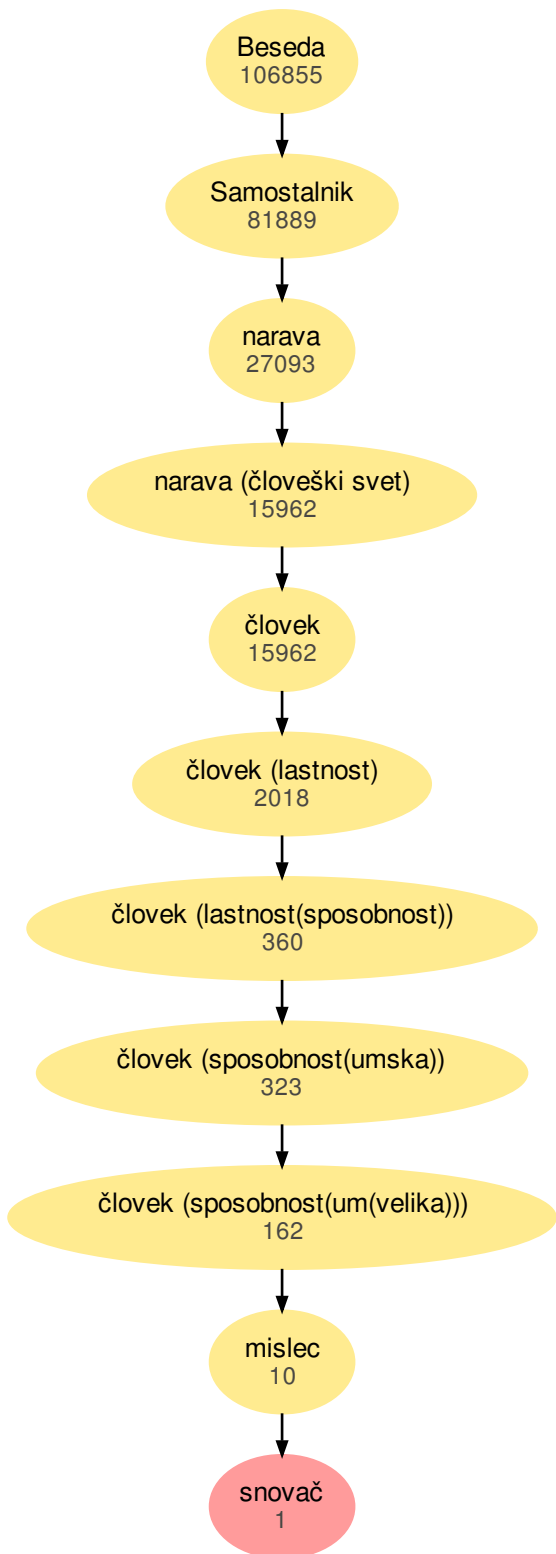 Beseda
106855
Samostalnik
81889
narava
27093
narava (človeški svet)
15962
človek
15962
človek (lastnost)
2018
človek (lastnost(sposobnost))
360
človek (sposobnost(umska))
323
človek (sposobnost(um(velika)))
162
mislec
10
snovač
1